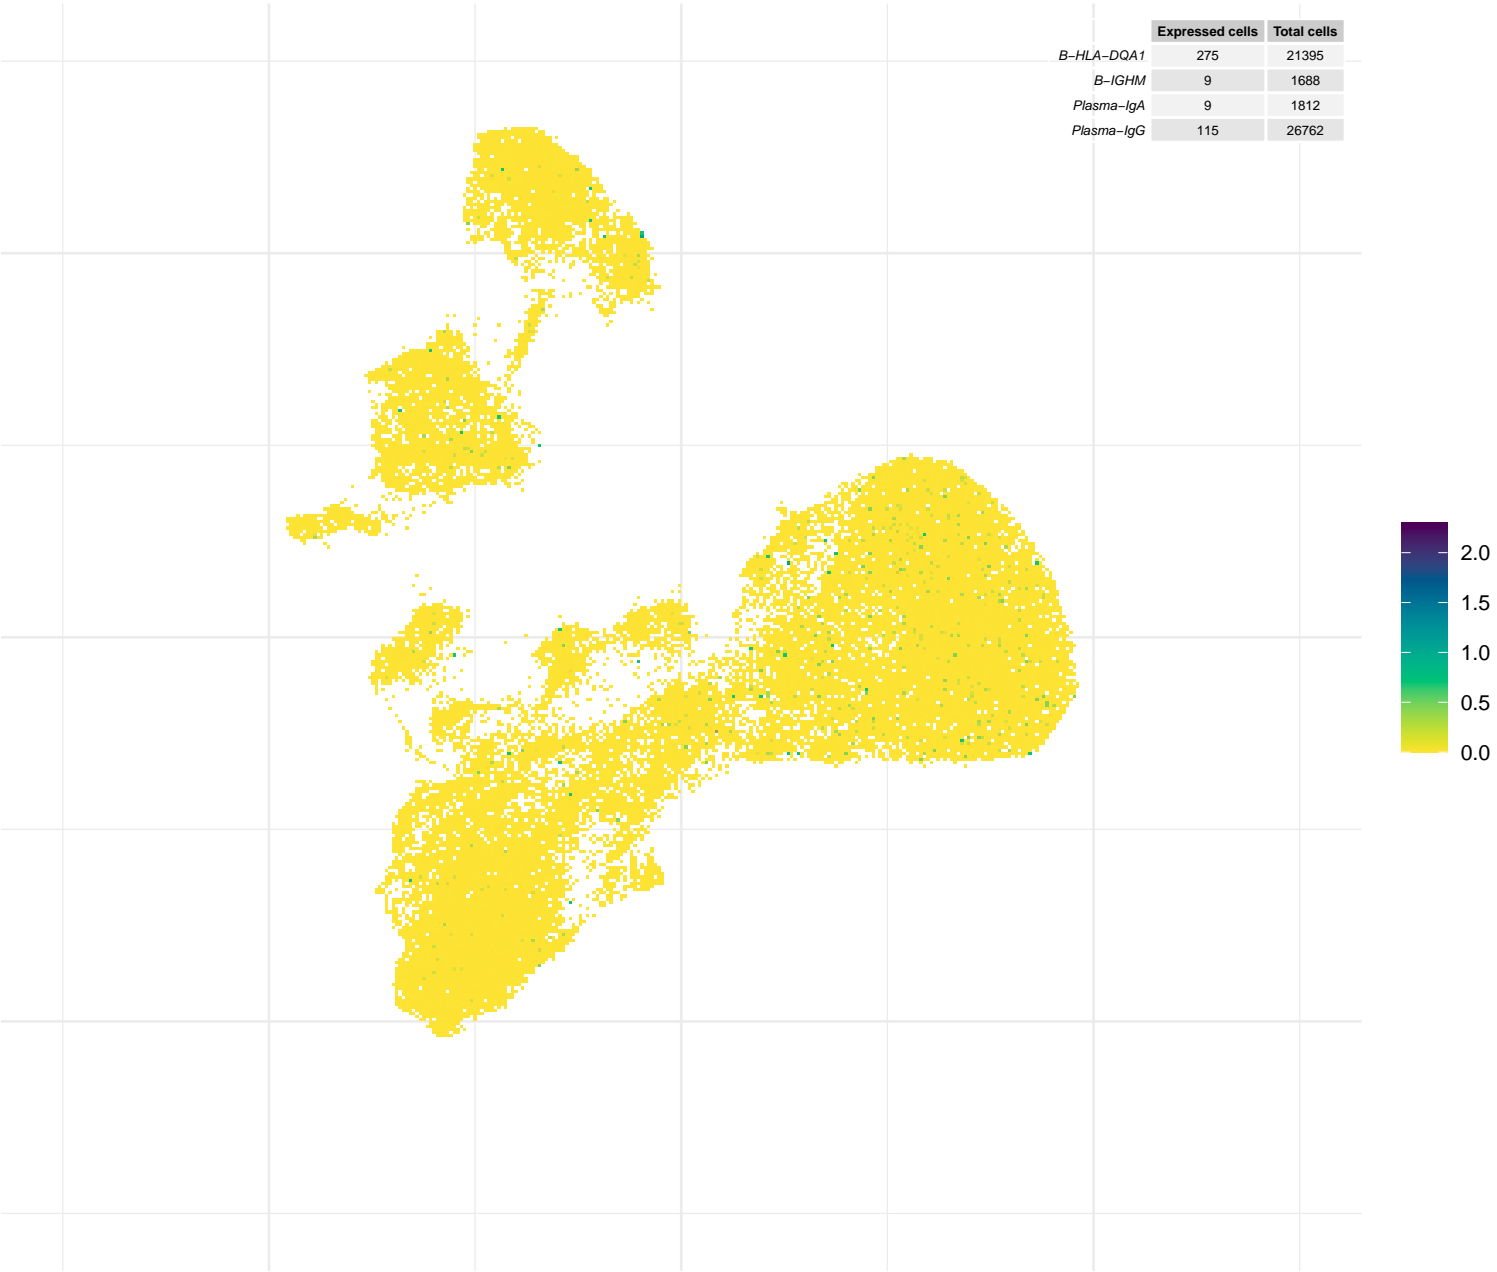 Expressed cells Total cells
B−HLA−DQA1 275 21395
B−IGHM 9 1688
Plasma−IgA 9 1812
Plasma−IgG 115 26762
2.0
1.5
1.0
0.5
0.0